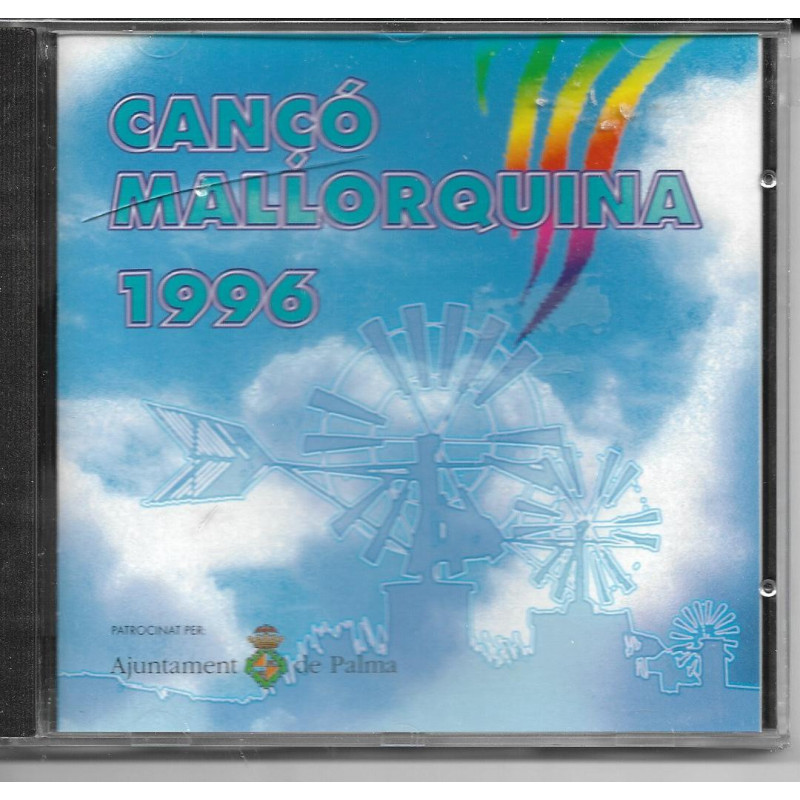 CANÇÓ
MALLORQUINA
1996
PATROCINAT PER:
Ajuntament de Palma